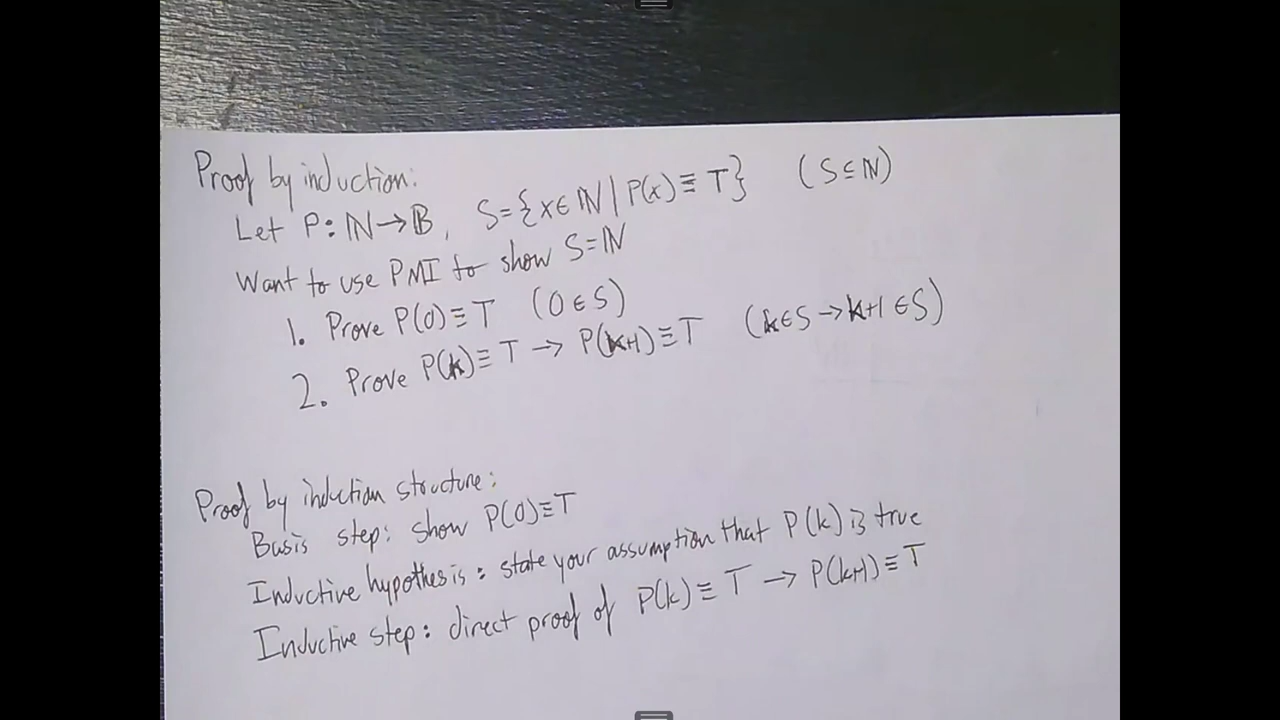 Proof by induction:
Let P: ℕ→𝔹, S={x∈ℕ | P(x)≡T} (S⊆ℕ)
Want to use PMI to show S=ℕ
1. Prove P(0)≡T (0∈S)
2. Prove P(k)≡T → P(k+1)≡T (k∈S→k+1∈S)
Proof by induction structure:
Basis step: show P(0)≡T
Inductive hypothesis: state your assumption that P(k) is true
Inductive step: direct proof of P(k)≡T → P(k+1)≡T